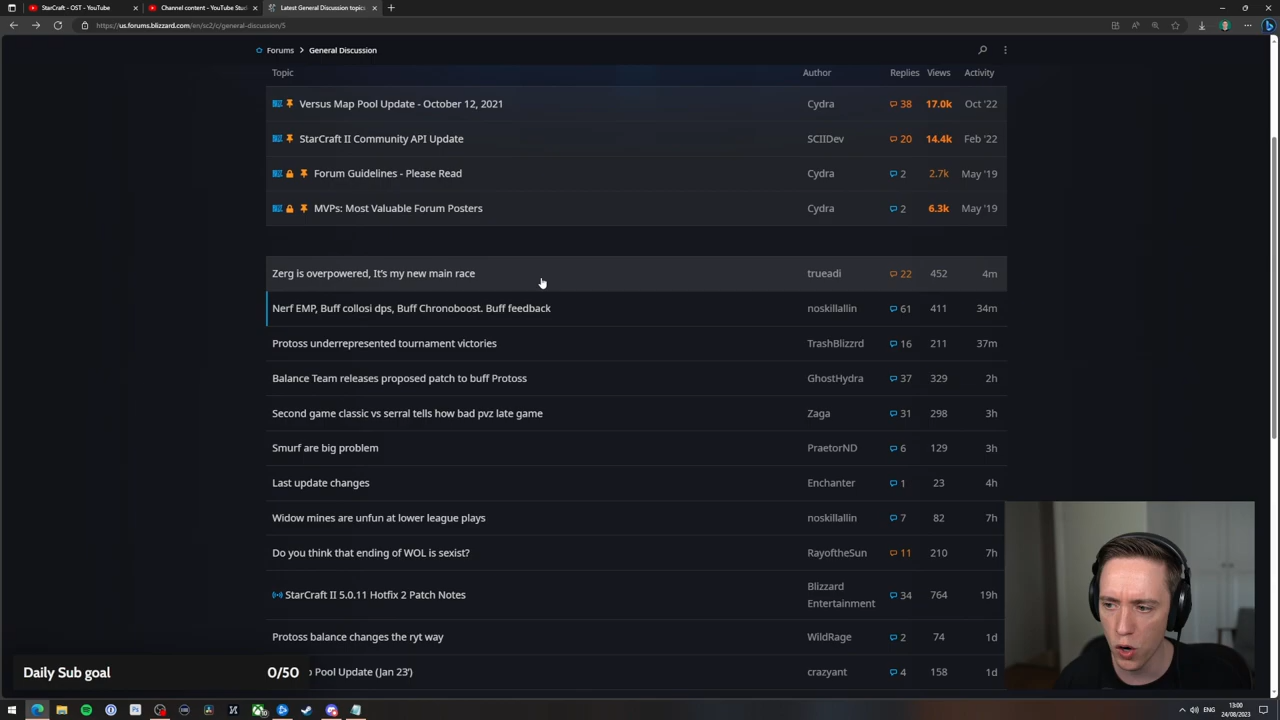 StarCraft - OST - YouTube
Channel content - YouTube Stud
Latest General Discussion topics
https://us.forums.blizzard.com/en/sc2/c/general-discussion/5
Forums > General Discussion
Topic Author Replies Views Activity
Versus Map Pool Update - October 12, 2021 Cydra 38 17.0k Oct '22
StarCraft II Community API Update SCIIDev 20 14.4k Feb '22
Forum Guidelines - Please Read Cydra 2 2.7k May '19
MVPs: Most Valuable Forum Posters Cydra 2 6.3k May '19
Zerg is overpowered, It's my new main race trueadi 22 452 4m
Nerf EMP, Buff collosi dps, Buff Chronoboost. Buff feedback noskillallin 61 411 34m
Protoss underrepresented tournament victories TrashBlizzrd 16 211 37m
Balance Team releases proposed patch to buff Protoss GhostHydra 37 329 2h
Second game classic vs serral tells how bad pvz late game Zaga 31 298 3h
Smurf are big problem PraetorND 6 129 3h
Last update changes Enchanter 1 23 4h
Widow mines are unfun at lower league plays noskillallin 7 82 7h
Do you think that ending of WOL is sexist? RayoftheSun 11 210 7h
StarCraft II 5.0.11 Hotfix 2 Patch Notes Blizzard Entertainment 34 764 19h
Protoss balance changes the ryt way WildRage 2 74 1d
Pool Update (Jan 23') crazyant 4 158 1d
Daily Sub goal 0/50
ENG
13:00
24/08/2023